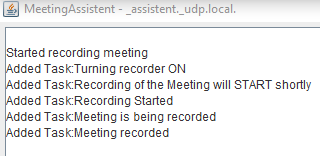 MeetingAssistent - _assistent._udp.local.
Started recording meeting
Added Task:Turning recorder ON
Added Task:Recording of the Meeting will START shortly
Added Task:Recording Started
Added Task:Meeting is being recorded
Added Task:Meeting recorded